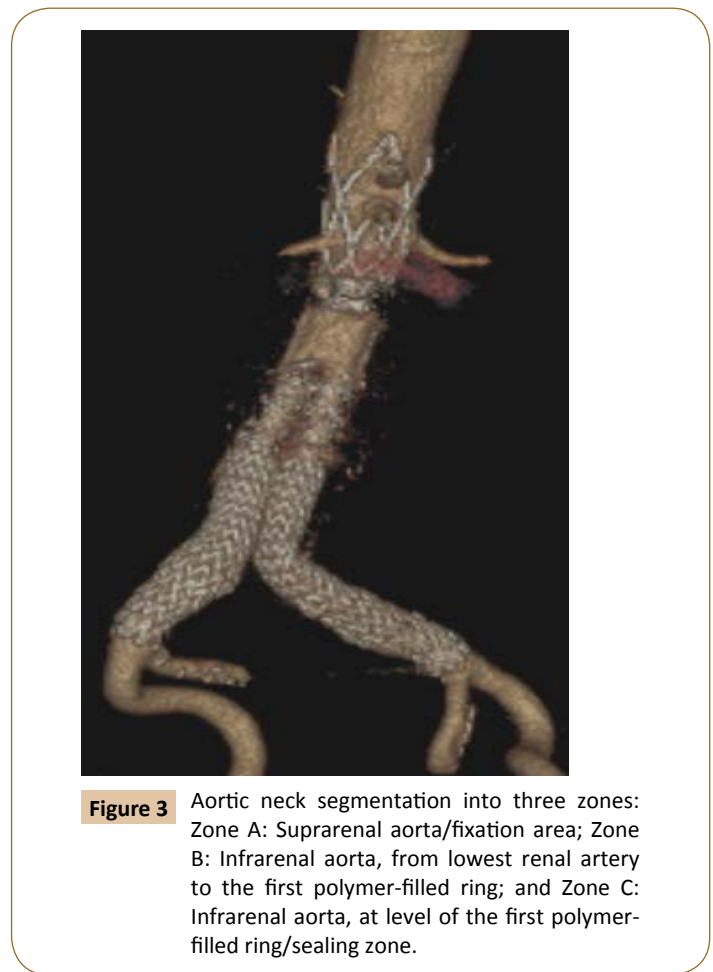 Figure 3
Aortic neck segmentation into three zones:
Zone A: Suprarenal aorta/fixation area; Zone
B: Infrarenal aorta, from lowest renal artery
to the first polymer-filled ring; and Zone C:
Infrarenal aorta, at level of the first polymer-
filled ring/sealing zone.